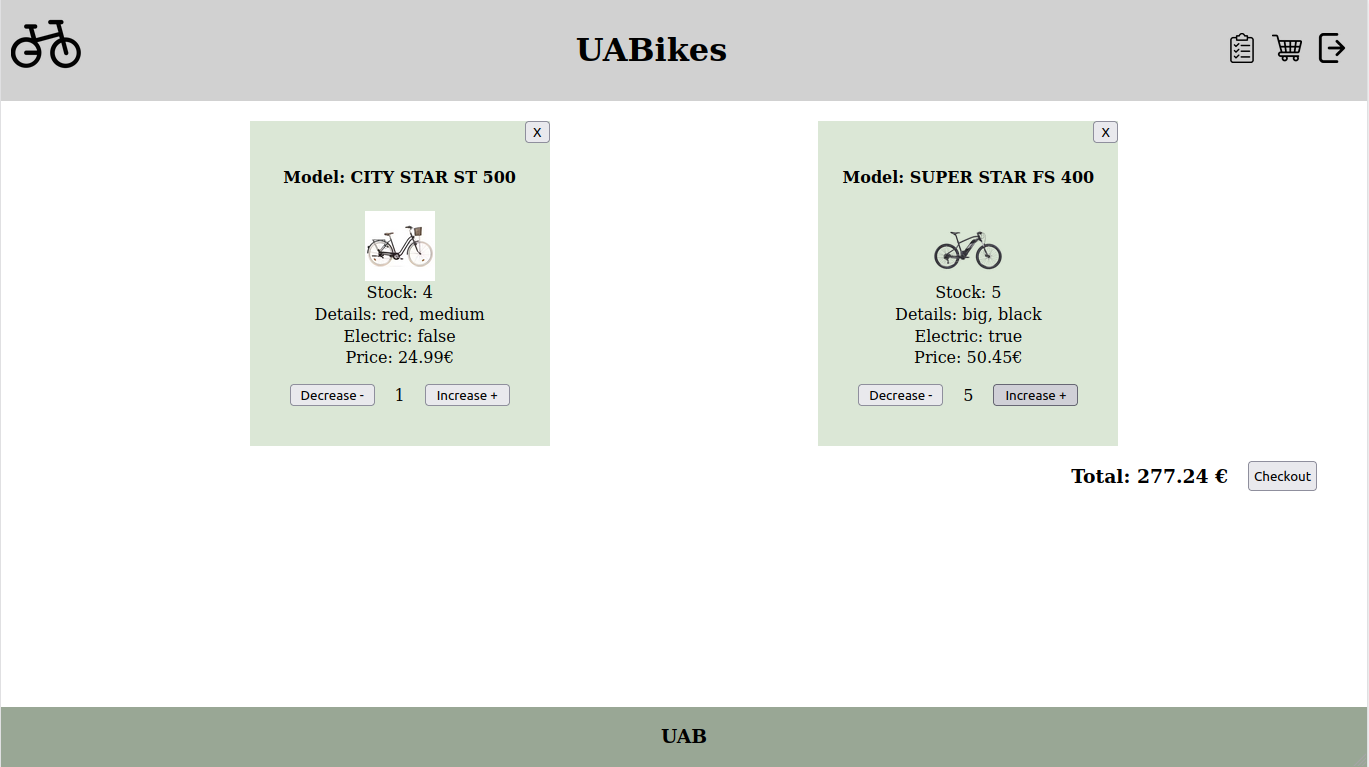 UABikes
X
Model: CITY STAR ST 500
Stock: 4
Details: red, medium
Electric: false
Price: 24.99€
Decrease - 1 Increase +
X
Model: SUPER STAR FS 400
Stock: 5
Details: big, black
Electric: true
Price: 50.45€
Decrease - 5 Increase +
Total: 277.24 € Checkout
UAB